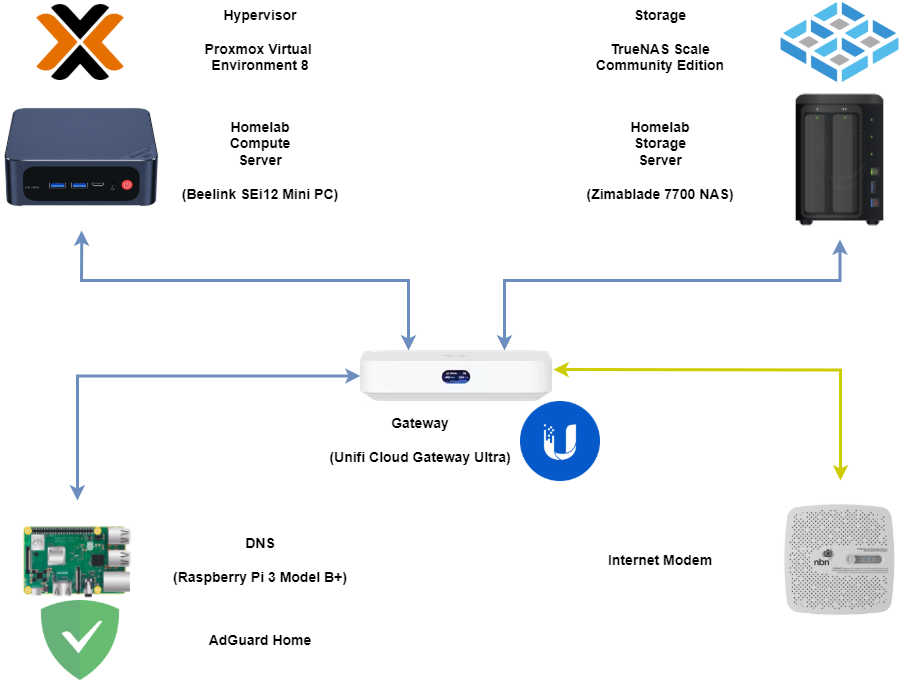 Hypervisor
Proxmox Virtual
Environment 8
Storage
TrueNAS Scale
Community Edition
Homelab
Compute
Server
(Beelink SEi12 Mini PC)
Homelab
Storage
Server
(Zimablade 7700 NAS)
Gateway
(Unifi Cloud Gateway Ultra)
DNS
(Raspberry Pi 3 Model B+)
AdGuard Home
Internet Modem
nbn